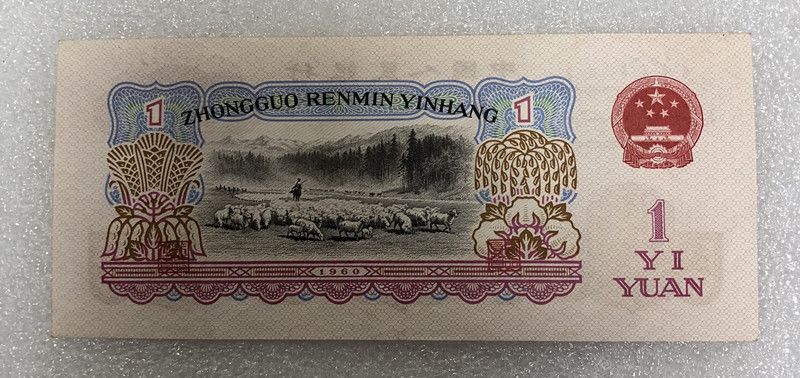 1 ZHONGGUO RENMIN YINHANG 1
1960
1
YI
YUAN